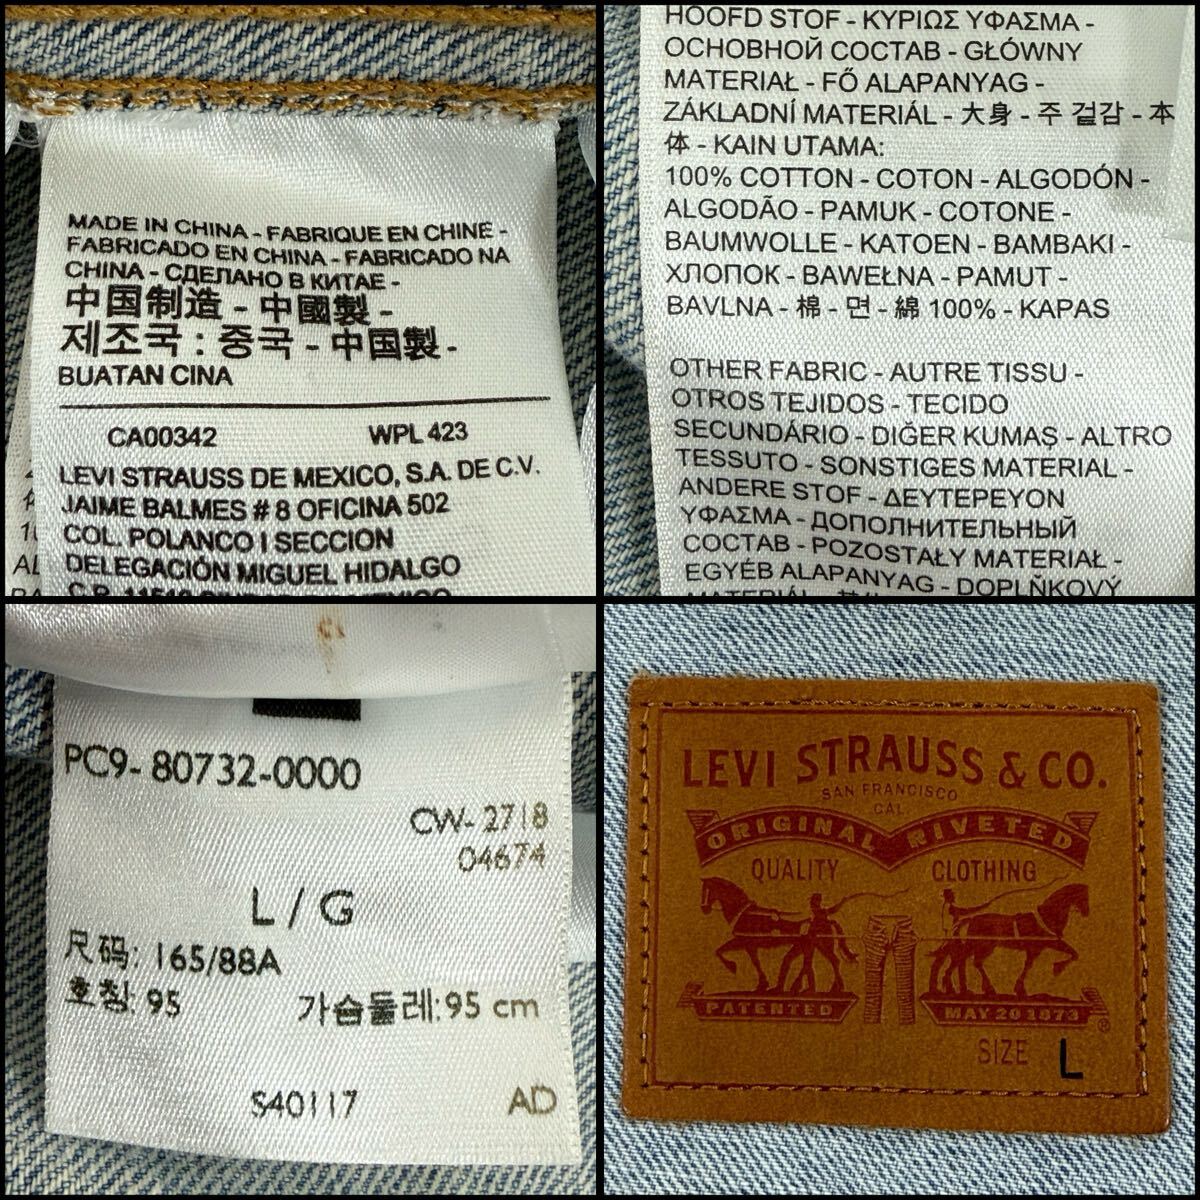 MADE IN CHINA - FABRIQUE EN CHINE -
FABRICADO EN CHINA - FABRICADO NA
CHINA - СДЕЛАНО В КИТАЕ -
中国制造 - 中國製 -
제조국 : 중국 - 中国製 -
BUATAN CINA
CA00342 WPL 423
LEVI STRAUSS DE MEXICO, S.A. DE C.V.
JAIME BALMES # 8 OFICINA 502
COL. POLANCO I SECCION
DELEGACIÓN MIGUEL HIDALGO
HOOFD STOF - ΚΥΡΙΩΣ ΥΦΑΣΜΑ -
ОСНОВНОЙ СОСТАВ - GŁÓWNY
MATERIAŁ - FŐ ALAPANYAG -
ZÁKLADNÍ MATERIÁL - 大身 - 주 겉감 - 本
体 - KAIN UTAMA:
100% COTTON - COTON - ALGODÓN -
ALGODÃO - PAMUK - COTONE -
BAUMWOLLE - KATOEN - BAMBAKI -
ХЛОПОК - BAWEŁNA - PAMUT -
BAVLNA - 棉 - 면 - 綿 100% - KAPAS
OTHER FABRIC - AUTRE TISSU -
OTROS TEJIDOS - TECIDO
SECUNDÁRIO - DIĞER KUMAŞ - ALTRO
TESSUTO - SONSTIGES MATERIAL -
ANDERE STOF - ΔΕΥΤΕΡΕΥΟΝ
ΥΦΑΣΜΑ - ДОПОЛНИТЕЛЬНЫЙ
СОСТАВ - POZOSTAŁY MATERIAŁ -
EGYÉB ALAPANYAG - DOPLŇKOVÝ
PC9-80732-0000
CW-2718
04674
L / G
尺码: 165/88A
호칭: 95 가슴둘레: 95 cm
S40117 AD
LEVI STRAUSS & CO.
SAN FRANCISCO
CAL
ORIGINAL RIVETED
QUALITY CLOTHING
PATENTED MAY 20 1873 ®
SIZE L